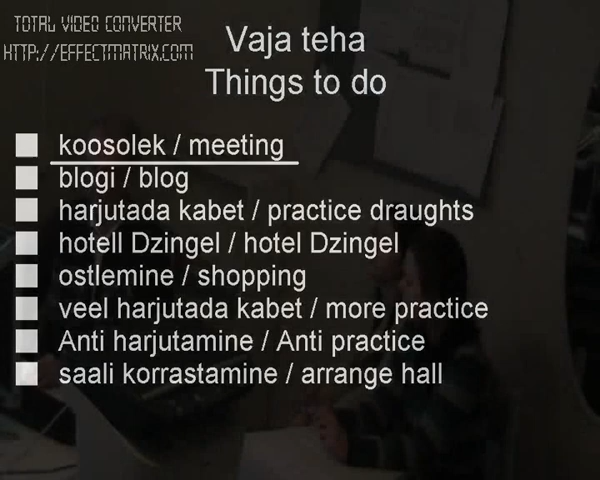 TOTAL VIDEO CONVERTER
HTTP://EFFECTMATRIX.COM
Vaja teha
Things to do
koosolek / meeting
blogi / blog
harjutada kabet / practice draughts
hotell Dzingel / hotel Dzingel
ostlemine / shopping
veel harjutada kabet / more practice
Anti harjutamine / Anti practice
saali korrastamine / arrange hall